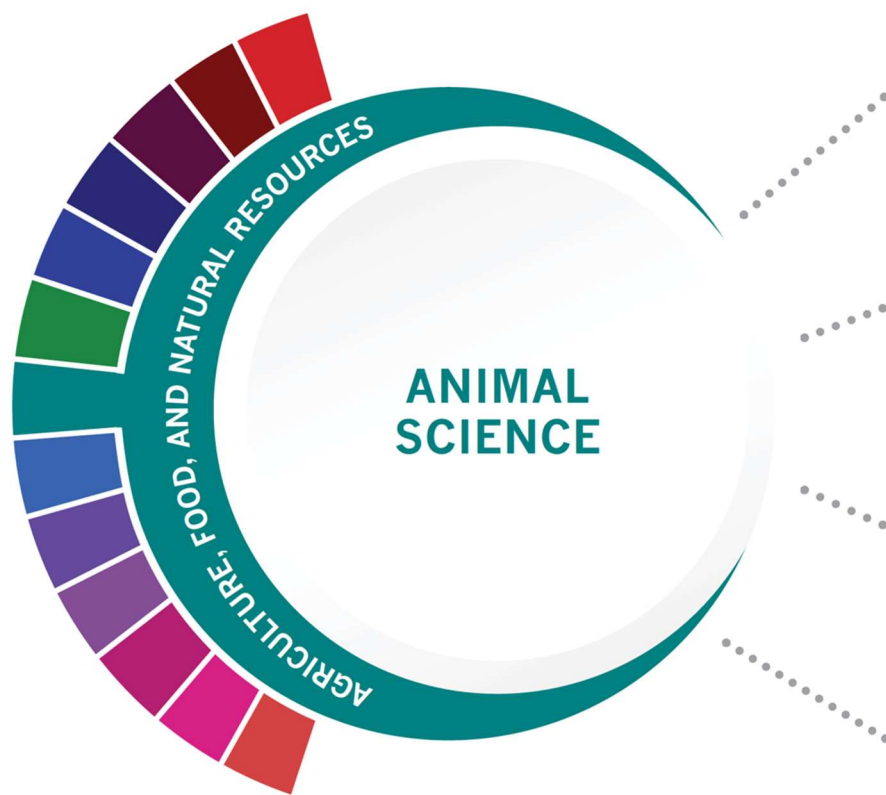 AGRICULTURE, FOOD, AND NATURAL RESOURCES
ANIMAL
SCIENCE